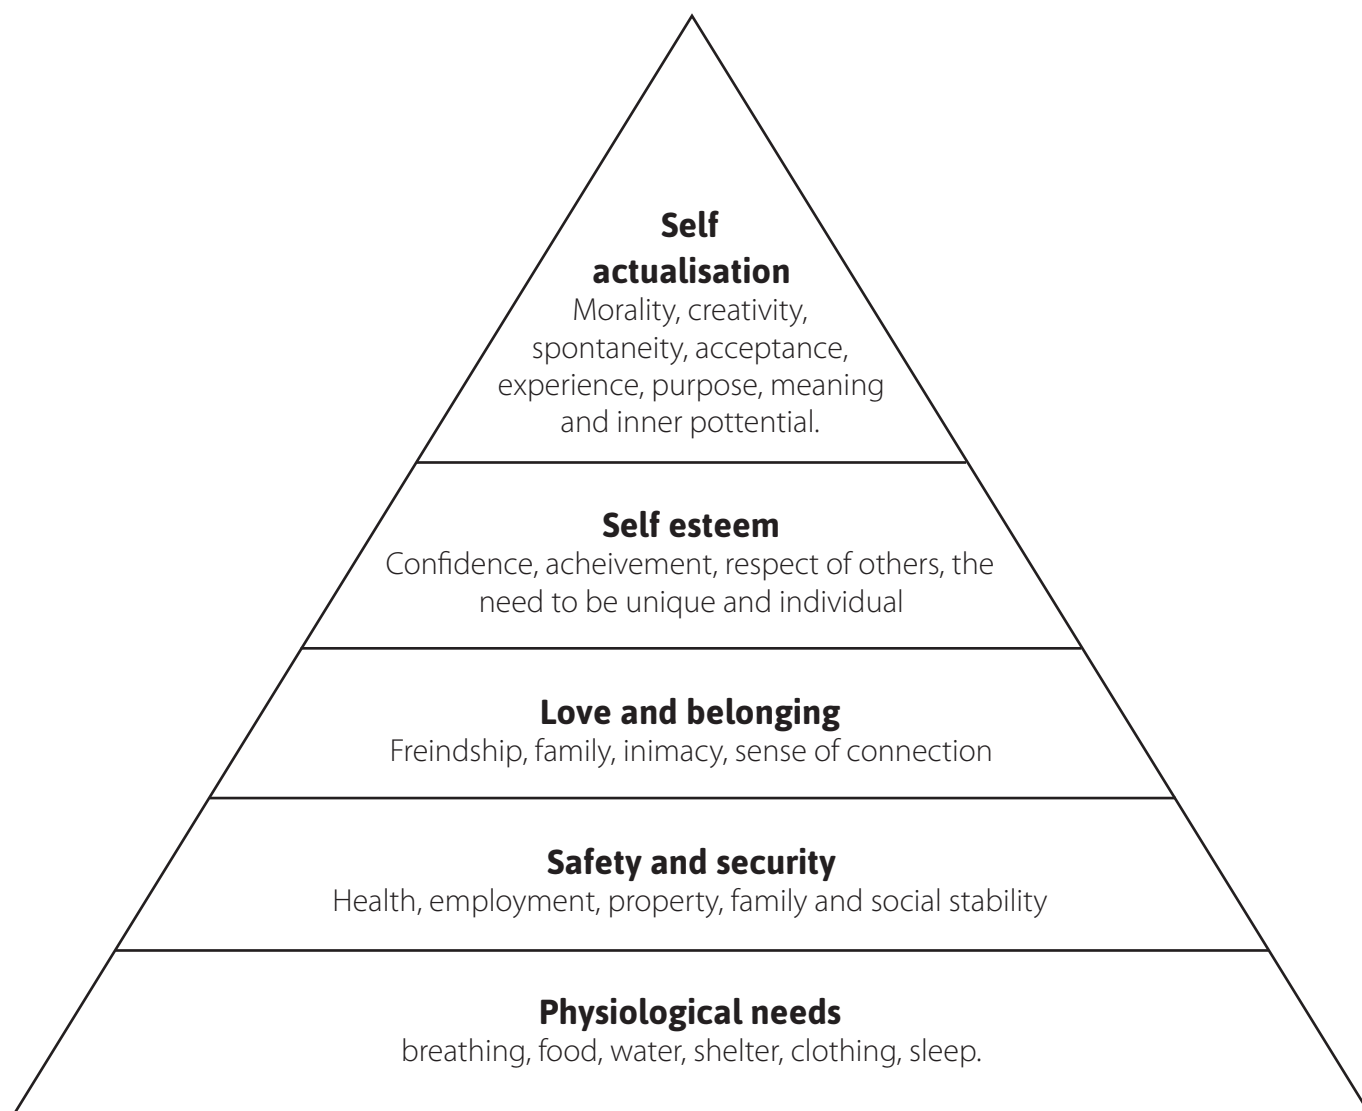 Self
actualisation
Morality, creativity,
spontaneity, acceptance,
experience, purpose, meaning
and inner pottential.
Self esteem
Confidence, acheivement, respect of others, the
need to be unique and individual
Love and belonging
Freindship, family, inimacy, sense of connection
Safety and security
Health, employment, property, family and social stability
Physiological needs
breathing, food, water, shelter, clothing, sleep.